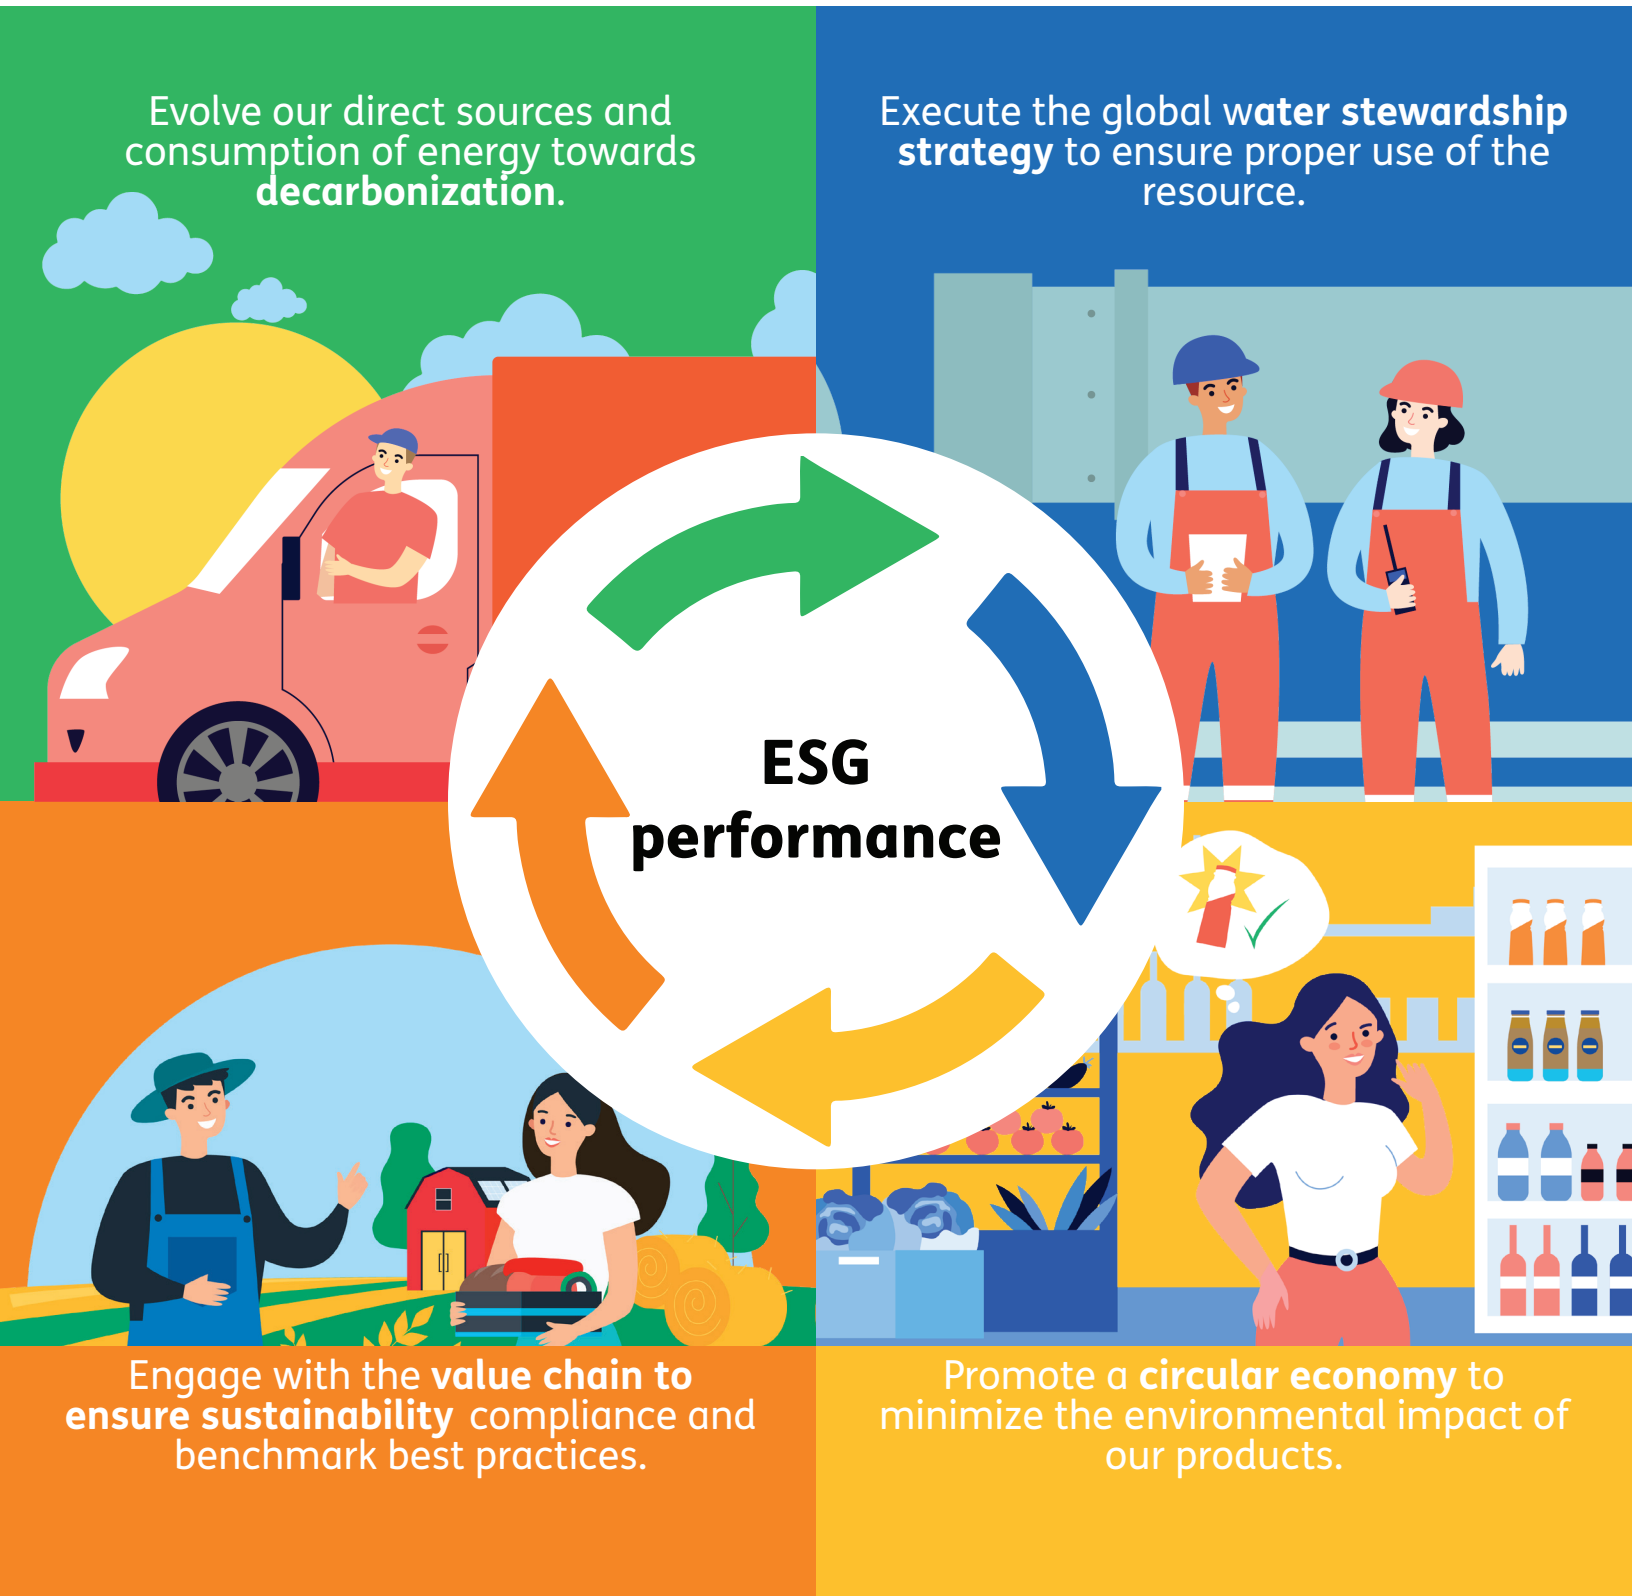 Evolve our direct sources and
consumption of energy towards
decarbonization.
Execute the global water stewardship
strategy to ensure proper use of the
resource.
ESG
performance
Engage with the value chain to
ensure sustainability compliance and
benchmark best practices.
Promote a circular economy to
minimize the environmental impact of
our products.